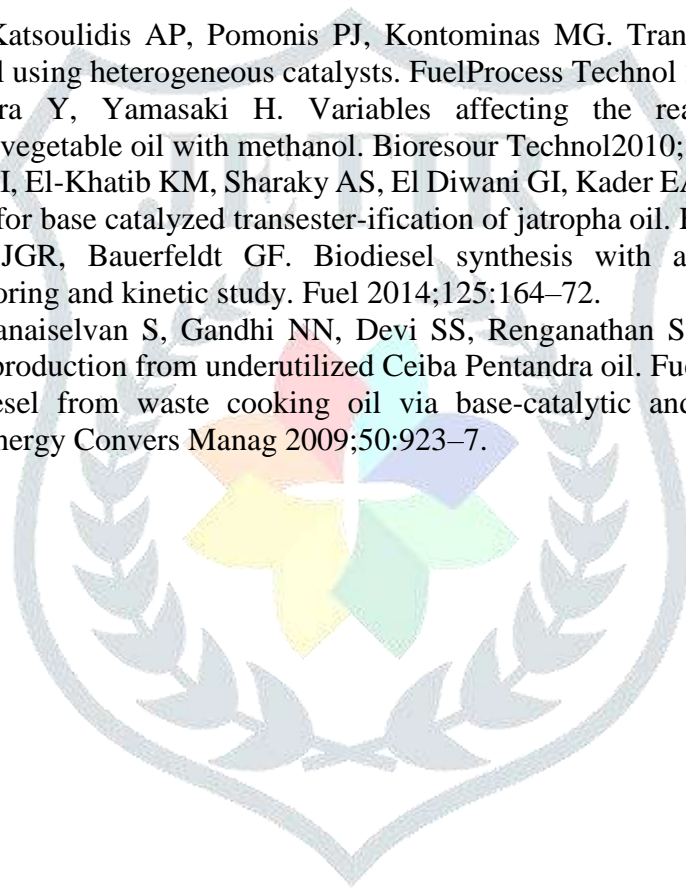 Katsoulidis AP, Pomonis PJ, Kontominas MG. Tran
l using heterogeneous catalysts. FuelProcess Technol
ra Y, Yamasaki H. Variables affecting the rea
vegetable oil with methanol. Bioresour Technol2010;
I, El-Khatib KM, Sharaky AS, El Diwani GI, Kader EA
for base catalyzed transester-ification of jatropha oil.
JGR, Bauerfeldt GF. Biodiesel synthesis with a
oring and kinetic study. Fuel 2014;125:164–72.
anaiselvan S, Gandhi NN, Devi SS, Renganathan S
production from underutilized Ceiba Pentandra oil. Fue
esel from waste cooking oil via base-catalytic and
nergy Convers Manag 2009;50:923–7.
JETIR